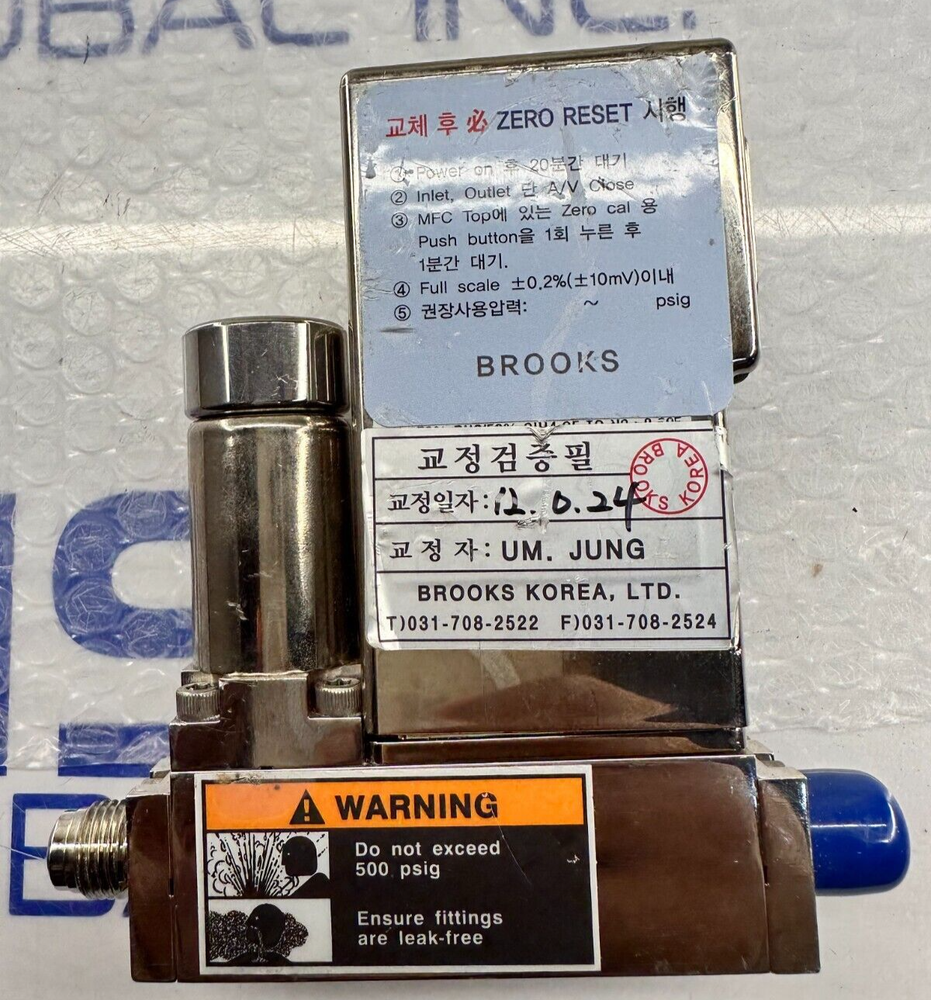 BAC INC.
교체 후 必 ZERO RESET 시행
① Power on 후 20분간 대기
② Inlet, Outlet 단 A/V Close
③ MFC Top에 있는 Zero cal 용
Push button을 1회 누른 후
1분간 대기.
④ Full scale ±0.2%(±10mV)이내
⑤ 권장사용압력: ~ psig
BROOKS
교정검증필
BROOKS KOREA
교정일자: 12. 6.24
교 정 자: UM. JUNG
BROOKS KOREA, LTD.
T)031-708-2522 F)031-708-2524
WARNING
Do not exceed
500 psig
Ensure fittings
are leak-free